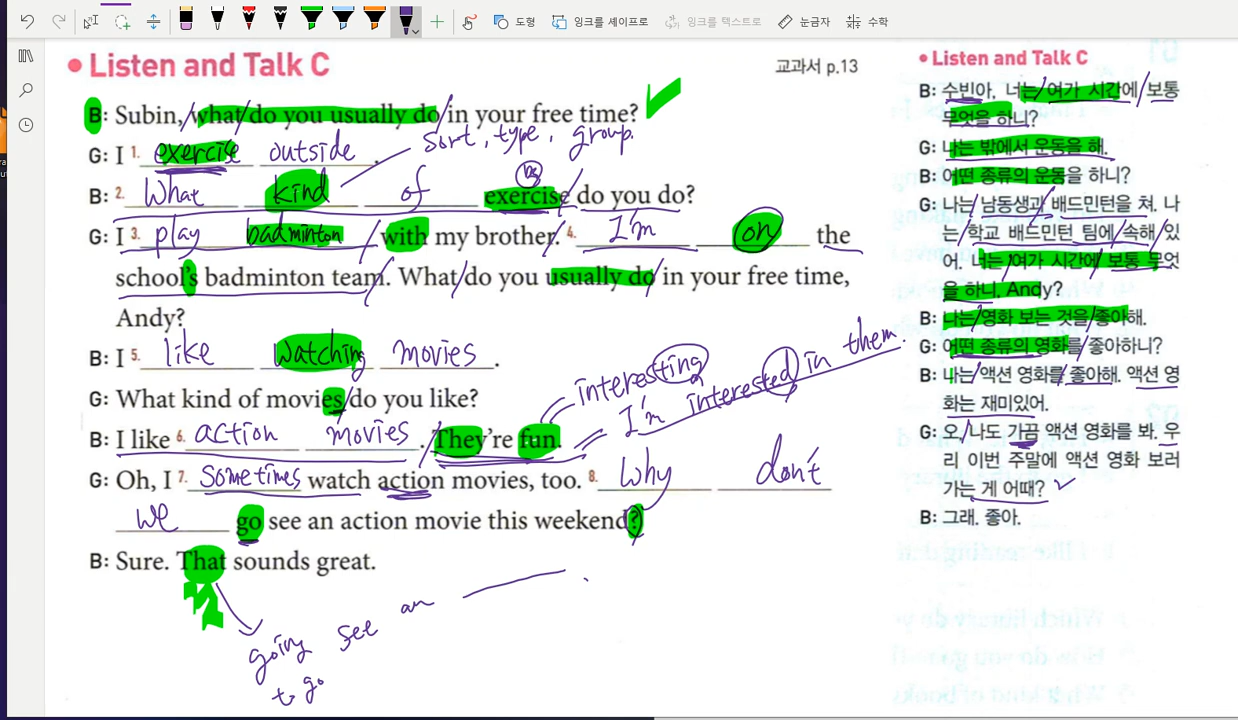 도형
잉크를 셰이프로
잉크를 텍스트로
눈금자
수학
Listen and Talk C
교과서 p.13
B: Subin, what do you usually do in your free time?
sort, type, group.
G: I 1. exercise outside .
B: 2. What kind of exercise do you do?
G: I 3. play badminton with my brother. 4. I'm on the
school's badminton team. What do you usually do in your free time,
Andy?
B: I 5. like watching movies .
G: What kind of movies do you like?
interesting
I'm interested in them.
B: I like 6. action movies . They're fun.
G: Oh, I 7. sometimes watch action movies, too. 8. Why don't
we go see an action movie this weekend?
B: Sure. That sounds great.
going see an
to go
Listen and Talk C
B: 수빈아, 너는 여가 시간에 보통
무엇을 하니?
G: 나는 밖에서 운동을 해.
B: 어떤 종류의 운동을 하니?
G: 나는 남동생과 배드민턴을 쳐. 나
는 학교 배드민턴 팀에 속해 있
어. 너는 여가 시간에 보통 무엇
을 하니, Andy?
B: 나는 영화 보는 것을 좋아해.
G: 어떤 종류의 영화를 좋아하니?
B: 나는 액션 영화를 좋아해. 액션 영
화는 재미있어.
G: 오, 나도 가끔 액션 영화를 봐. 우
리 이번 주말에 액션 영화 보러
가는 게 어때?
B: 그래. 좋아.